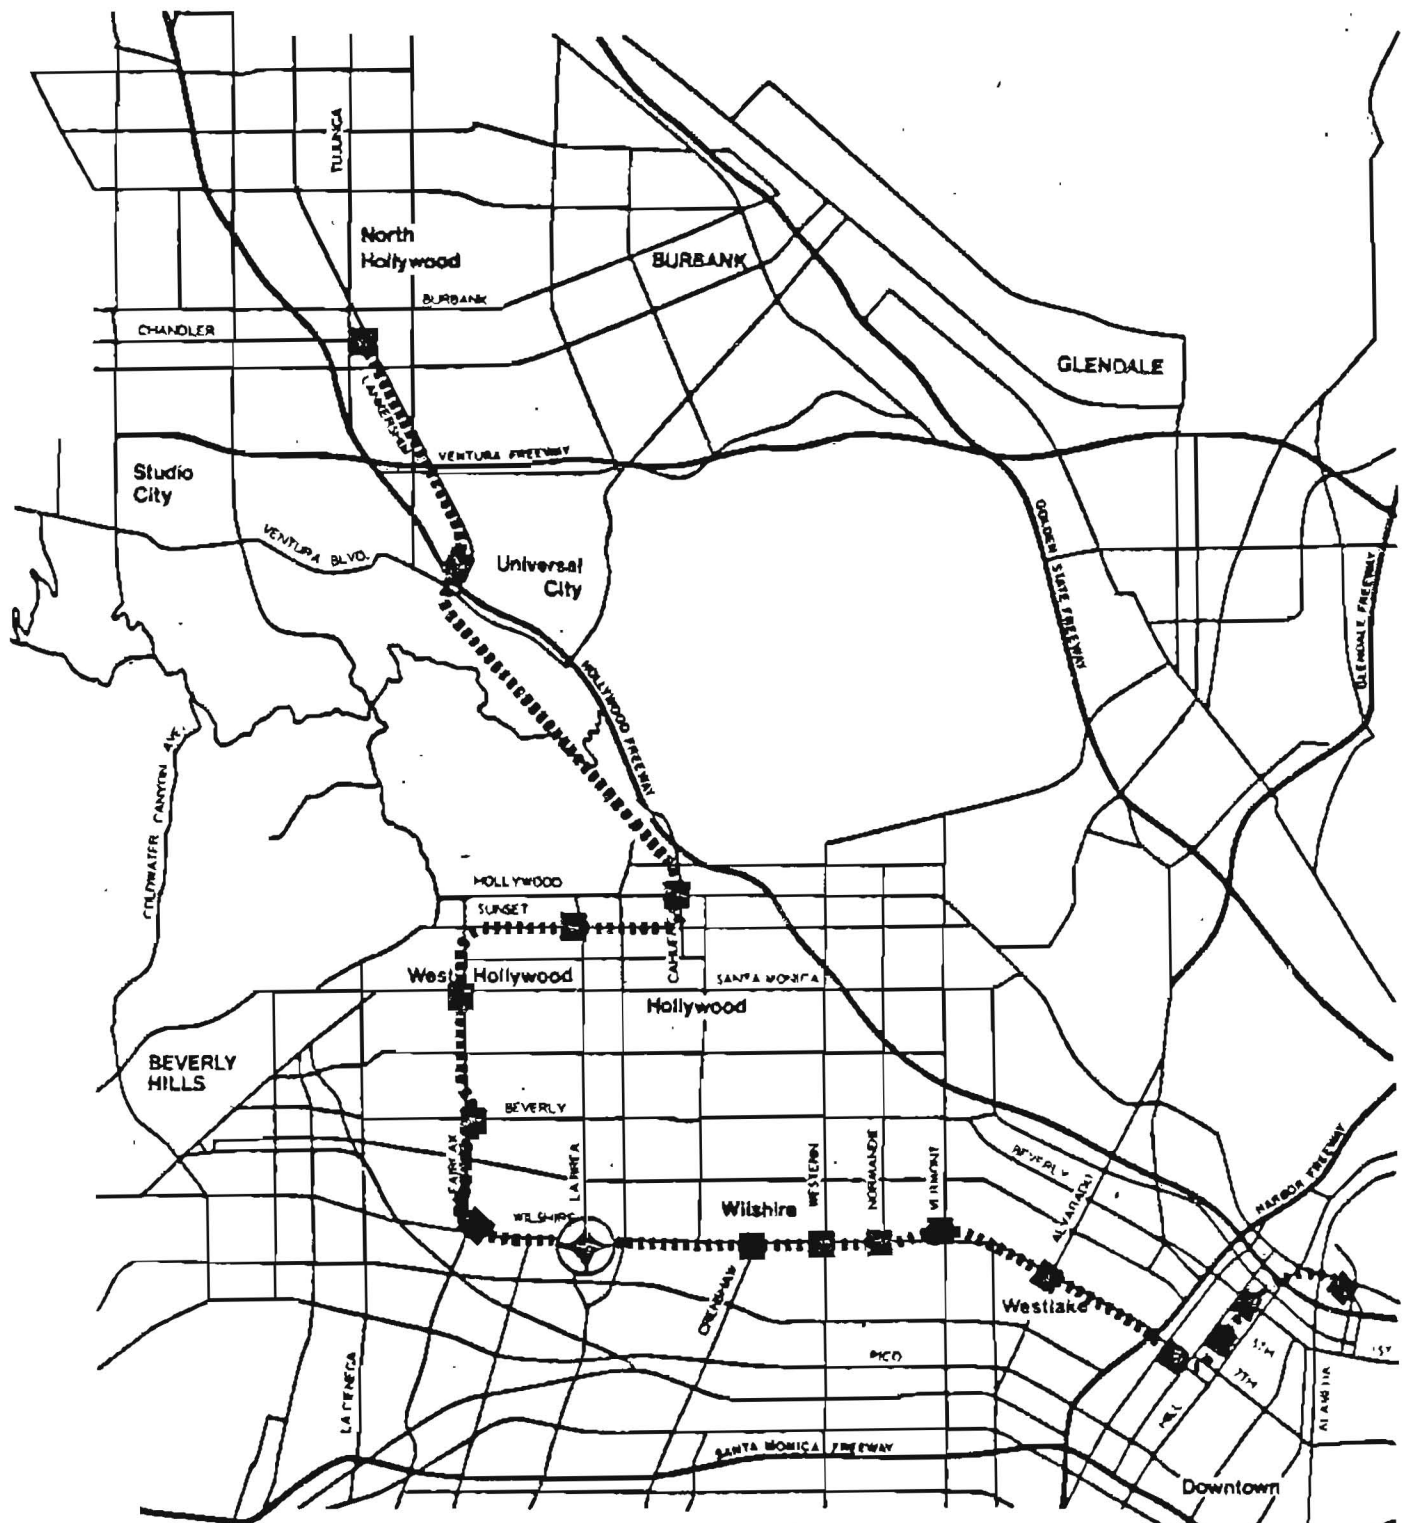 TUJUNGA
North
Hollywood
BURBANK
BURBANK
CHANDLER
GLENDALE
LANKERSHIM
VENTURA FREEWAY
Studio
City
VENTURA BLVD.
Universal
City
GOLDEN STATE FREEWAY
GLENDALE FREEWAY
HOLLYWOOD FREEWAY
COLDWATER CANYON AVE.
HOLLYWOOD
SUNSET
West Hollywood
SANTA MONICA
Hollywood
BEVERLY
HILLS
BEVERLY
FAIRFAX
LA BREA
WESTERN
NORMANDIE
VERMONT
BEVERLY
ALVARADO
HARBOR FREEWAY
WILSHIRE
Wilshire
CRENSHAW
Westlake
PICO
5TH
7TH
1ST
HILL
ALAMEDA
LA CIENEGA
SANTA MONICA FREEWAY
Downtown